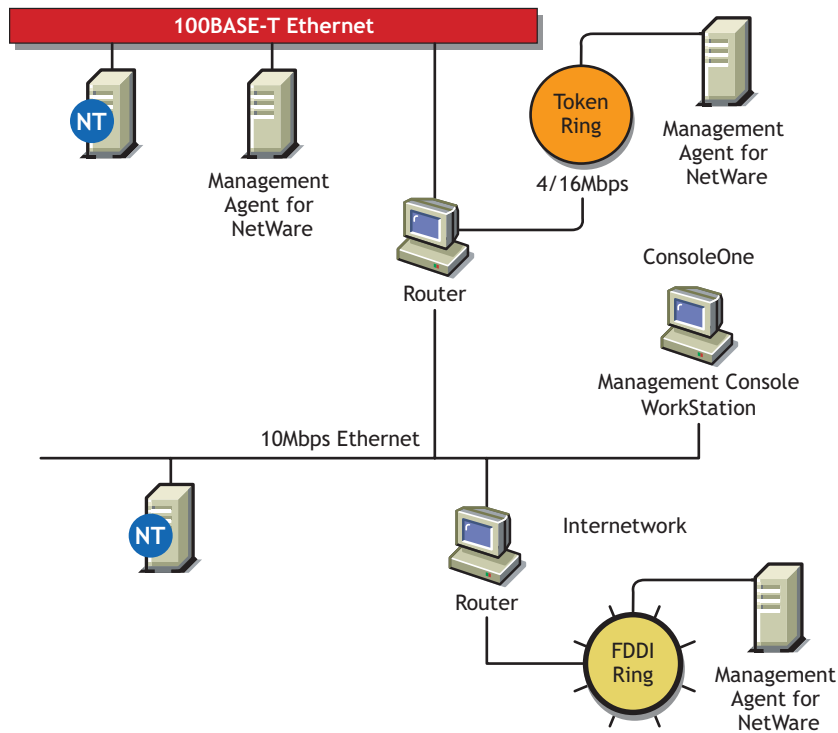 100BASE-T Ethernet
NT
Management
Agent for
NetWare
Token
Ring
4/16Mbps
Management
Agent for
NetWare
Router
ConsoleOne
Management Console
WorkStation
10Mbps Ethernet
NT
Router
Internetwork
FDDI
Ring
Management
Agent for
NetWare